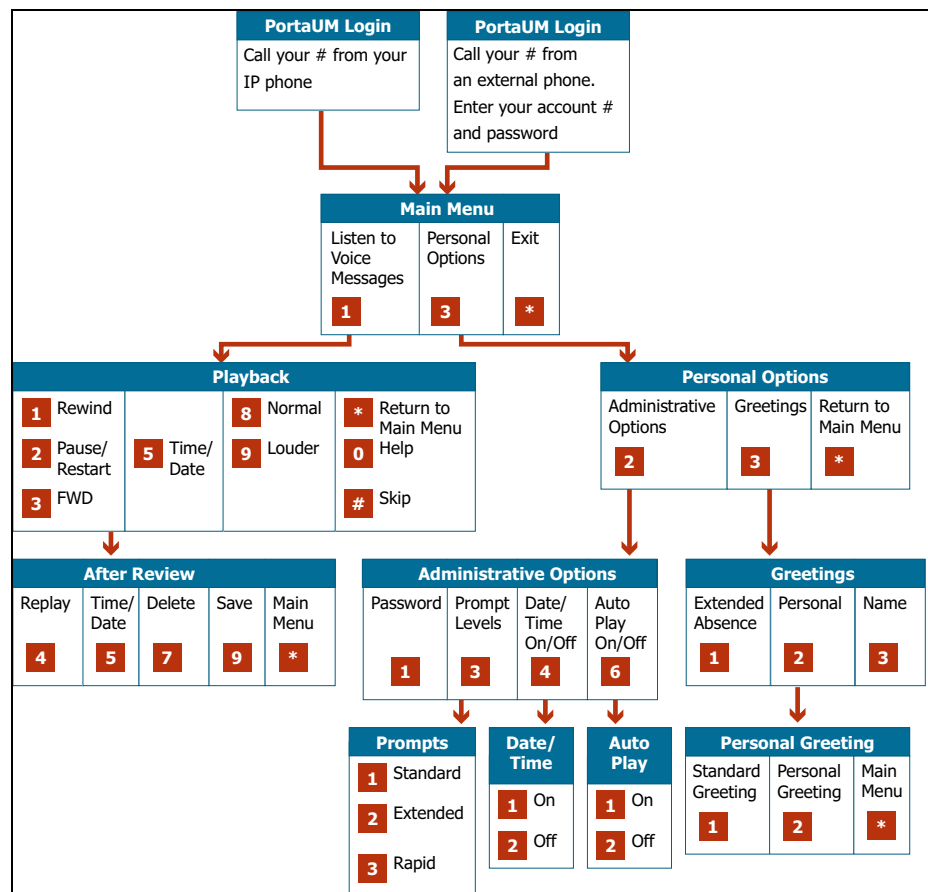 PortaUM Login
Call your # from your
IP phone
PortaUM Login
Call your # from
an external phone.
Enter your account #
and password
Main Menu
Listen to
Voice
Messages
1
Personal
Options
3
Exit
*
Playback
1 Rewind
2 Pause/
Restart
3 FWD
5 Time/
Date
8 Normal
9 Louder
* Return to
Main Menu
0 Help
# Skip
Personal Options
Administrative
Options
2
Greetings
3
Return to
Main Menu
*
After Review
Replay
4
Time/
Date
5
Delete
7
Save
9
Main
Menu
*
Administrative Options
Password
1
Prompt
Levels
3
Date/
Time
On/Off
4
Auto
Play
On/Off
6
Greetings
Extended
Absence
1
Personal
2
Name
3
Prompts
1 Standard
2 Extended
3 Rapid
Date/
Time
1 On
2 Off
Auto
Play
1 On
2 Off
Personal Greeting
Standard
Greeting
1
Personal
Greeting
2
Main
Menu
*